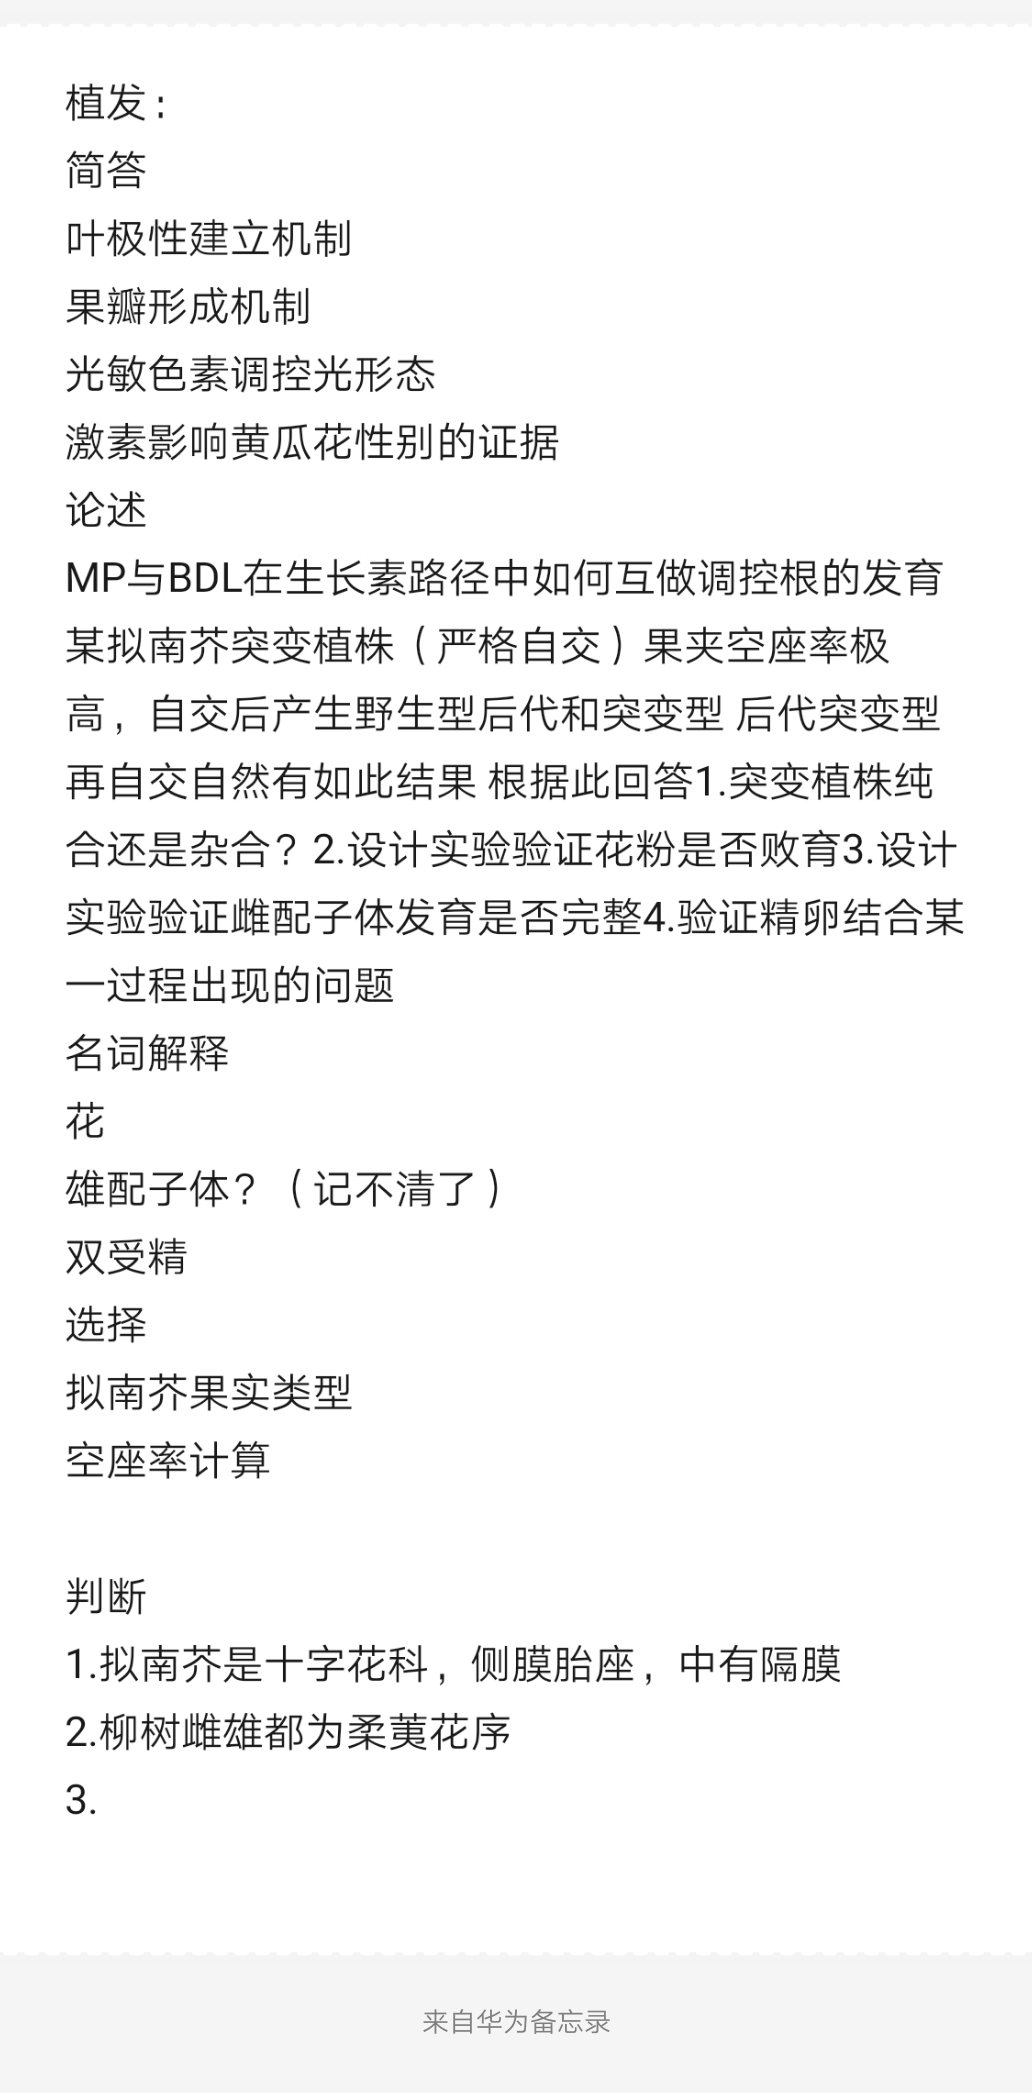 植发：
简答
叶极性建立机制
果瓣形成机制
光敏色素调控光形态
激素影响黄瓜花性别的证据
论述
MP与BDL在生长素路径中如何互做调控根的发育
某拟南芥突变植株（严格自交）果夹空座率极
高，自交后产生野生型后代和突变型 后代突变型
再自交自然有如此结果 根据此回答1.突变植株纯
合还是杂合？2.设计实验验证花粉是否败育3.设计
实验验证雌配子体发育是否完整4.验证精卵结合某
一过程出现的问题
名词解释
花
雄配子体？（记不清了）
双受精
选择
拟南芥果实类型
空座率计算
判断
1.拟南芥是十字花科，侧膜胎座，中有隔膜
2.柳树雌雄都为柔荑花序
3.
来自华为备忘录